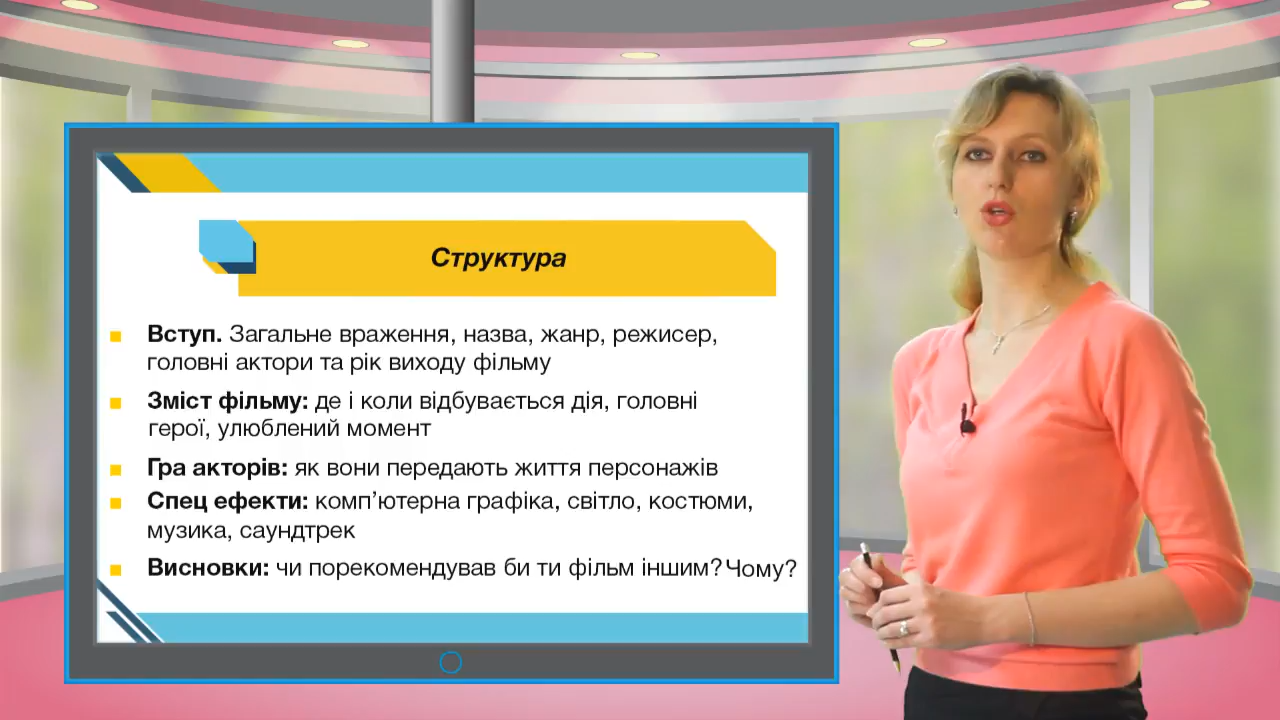 Структура
Вступ. Загальне враження, назва, жанр, режисер,
головні актори та рік виходу фільму
Зміст фільму: де і коли відбувається дія, головні
герої, улюблений момент
Гра акторів: як вони передають життя персонажів
Спец ефекти: комп’ютерна графіка, світло, костюми,
музика, саундтрек
Висновки: чи порекомендував би ти фільм іншим? Чому?